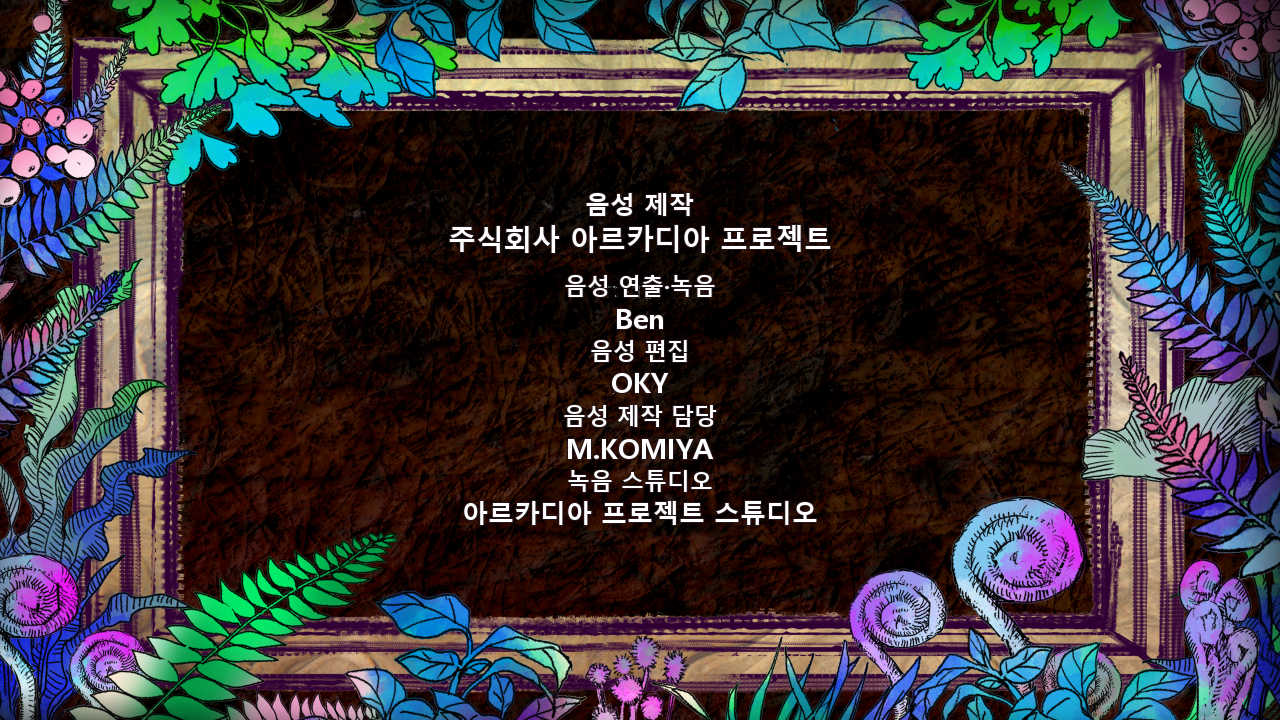 음성 제작
주식회사 아르카디아 프로젝트
음성 연출·녹음
Ben
음성 편집
OKY
음성 제작 담당
M.KOMIYA
녹음 스튜디오
아르카디아 프로젝트 스튜디오